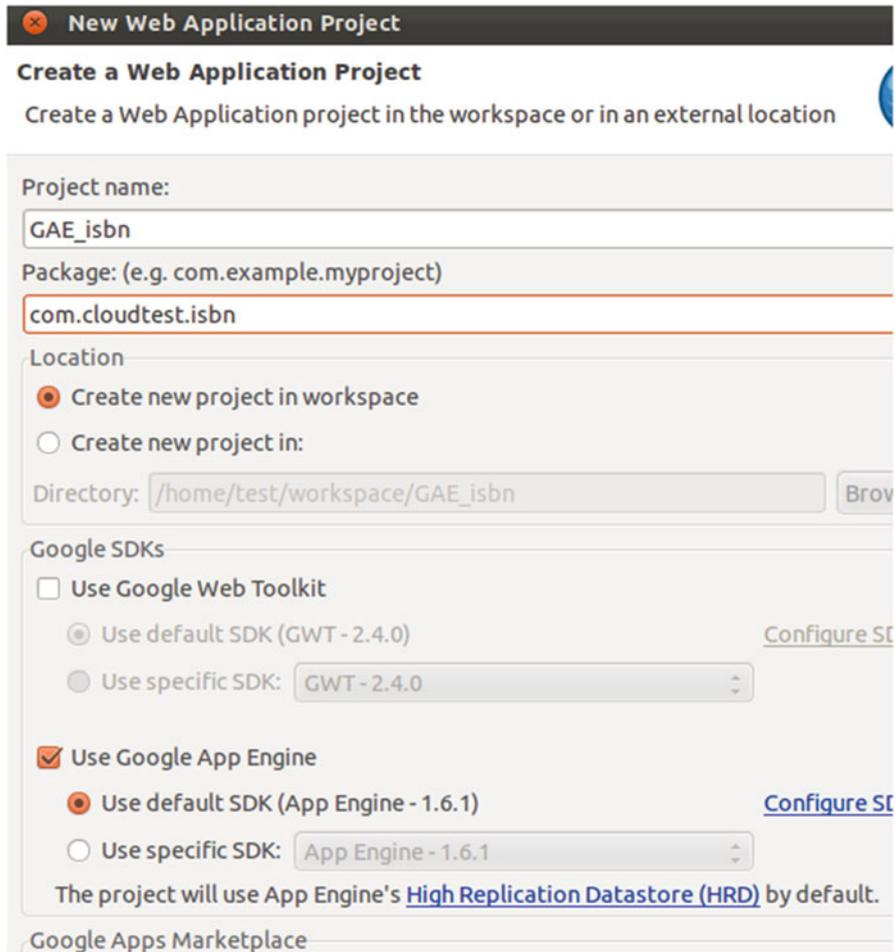 New Web Application Project
Create a Web Application Project
Create a Web Application project in the workspace or in an external location
Project name:
GAE_isbn
Package: (e.g. com.example.myproject)
com.cloudtest.isbn
Location
Create new project in workspace
Create new project in:
Directory: /home/test/workspace/GAE_isbn
Google SDKs
Use Google Web Toolkit
Use default SDK (GWT - 2.4.0) Configure
Use specific SDK: GWT - 2.4.0
Use Google App Engine
Use default SDK (App Engine - 1.6.1) Configure
Use specific SDK: App Engine - 1.6.1
The project will use App Engine's High Replication Datastore (HRD) by default.
Google Apps Marketplace